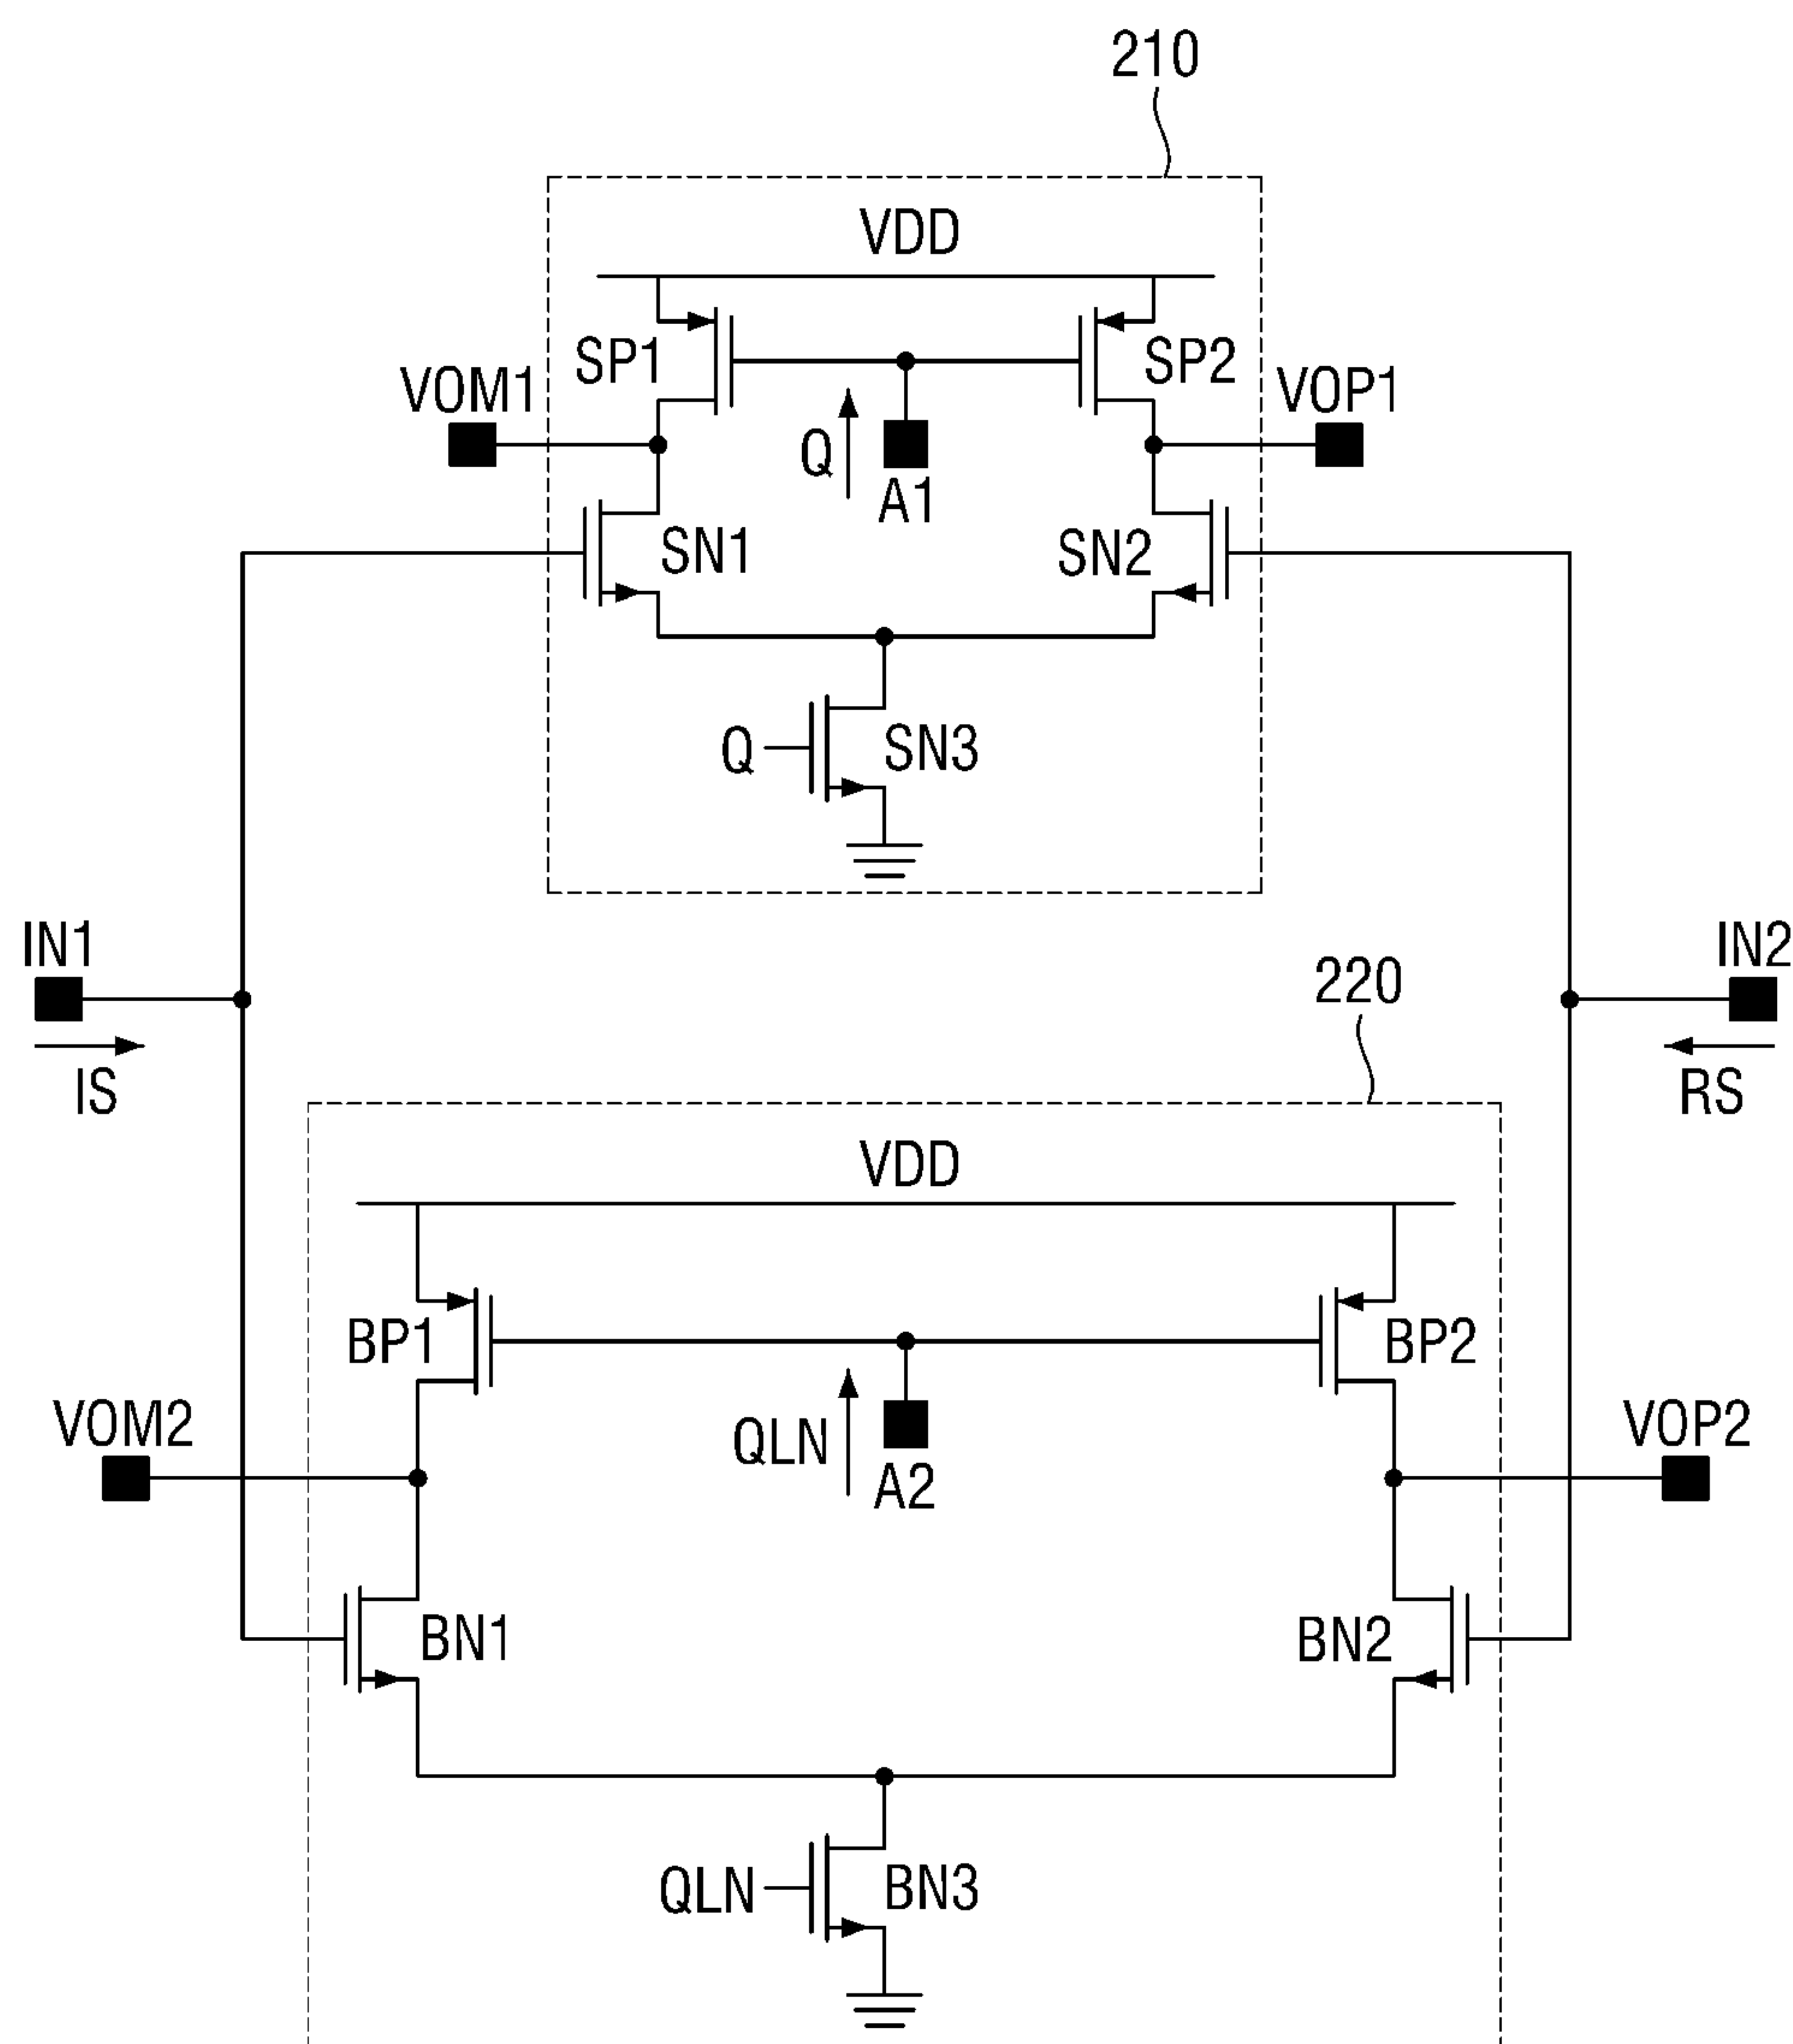 210
VDD
SP1
SP2
VOM1
VOP1
Q
A1
SN1
SN2
Q
SN3
IN1
IN2
220
IS
RS
VDD
BP1
BP2
VOM2
VOP2
QLN
A2
BN1
BN2
QLN
BN3